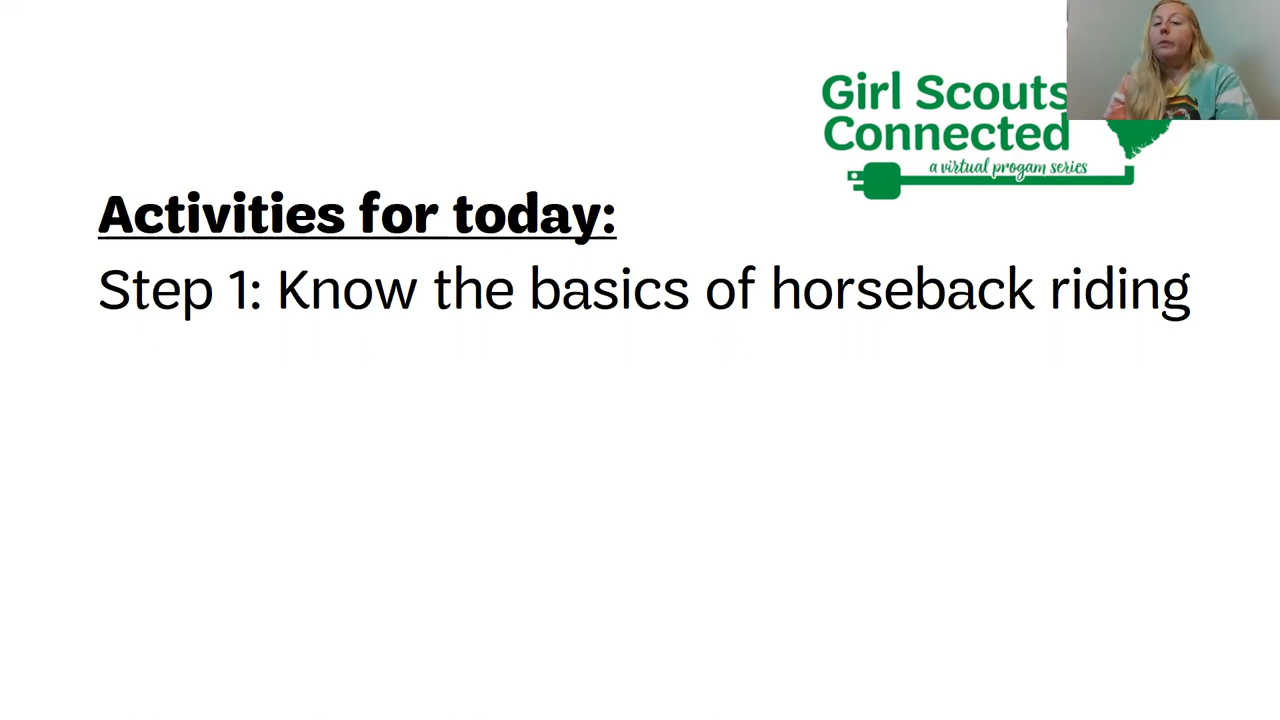 Girl Scouts
Connected
a virtual progam series
Activities for today:
Step 1: Know the basics of horseback riding